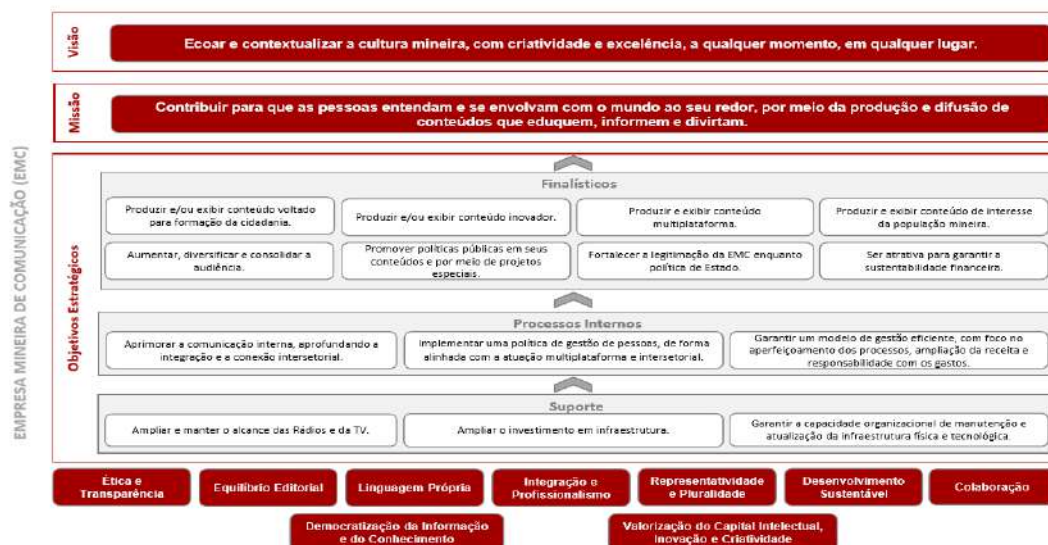 EMPRESA MINEIRA DE COMUNICAÇÃO (EMC)
Visão
Ecoar e contextualizar a cultura mineira, com criatividade e excelência, a qualquer momento, em qualquer lugar.
Missão
Contribuir para que as pessoas entendam e se envolvam com o mundo ao seu redor, por meio da produção e difusão de
conteúdos que eduquem, informem e divirtam.
Objetivos Estratégicos
Finalísticos
Produzir e/ou exibir conteúdo voltado
para formação da cidadania.
Produzir e/ou exibir conteúdo inovador.
Produzir e exibir conteúdo
multiplataforma.
Produzir e exibir conteúdo de interesse
da população mineira.
Aumentar, diversificar e consolidar a
audiência.
Promover políticas públicas em seus
conteúdos e por meio de projetos
especiais.
Fortalecer a legitimação da EMC enquanto
política de Estado.
Ser atrativa para garantir a
sustentabilidade financeira.
Processos Internos
Aprimorar a comunicação interna, aprofundando a
integração e a conexão intersetorial.
Implementar uma política de gestão de pessoas, de forma
alinhada com a atuação multiplataforma e intersetorial.
Garantir um modelo de gestão eficiente, com foco no
aperfeiçoamento dos processos, ampliação da receita e
responsabilidade com os gastos.
Suporte
Ampliar e manter o alcance das Rádios e da TV.
Ampliar o investimento em infraestrutura.
Garantir a capacidade organizacional de manutenção e
atualização da infraestrutura física e tecnológica.
Ética e
Transparência
Equilíbrio Editorial
Linguagem Própria
Integração e
Profissionalismo
Representatividade
e Pluralidade
Desenvolvimento
Sustentável
Colaboração
Democratização da Informação
e do Conhecimento
Valorização do Capital Intelectual,
Inovação e Criatividade